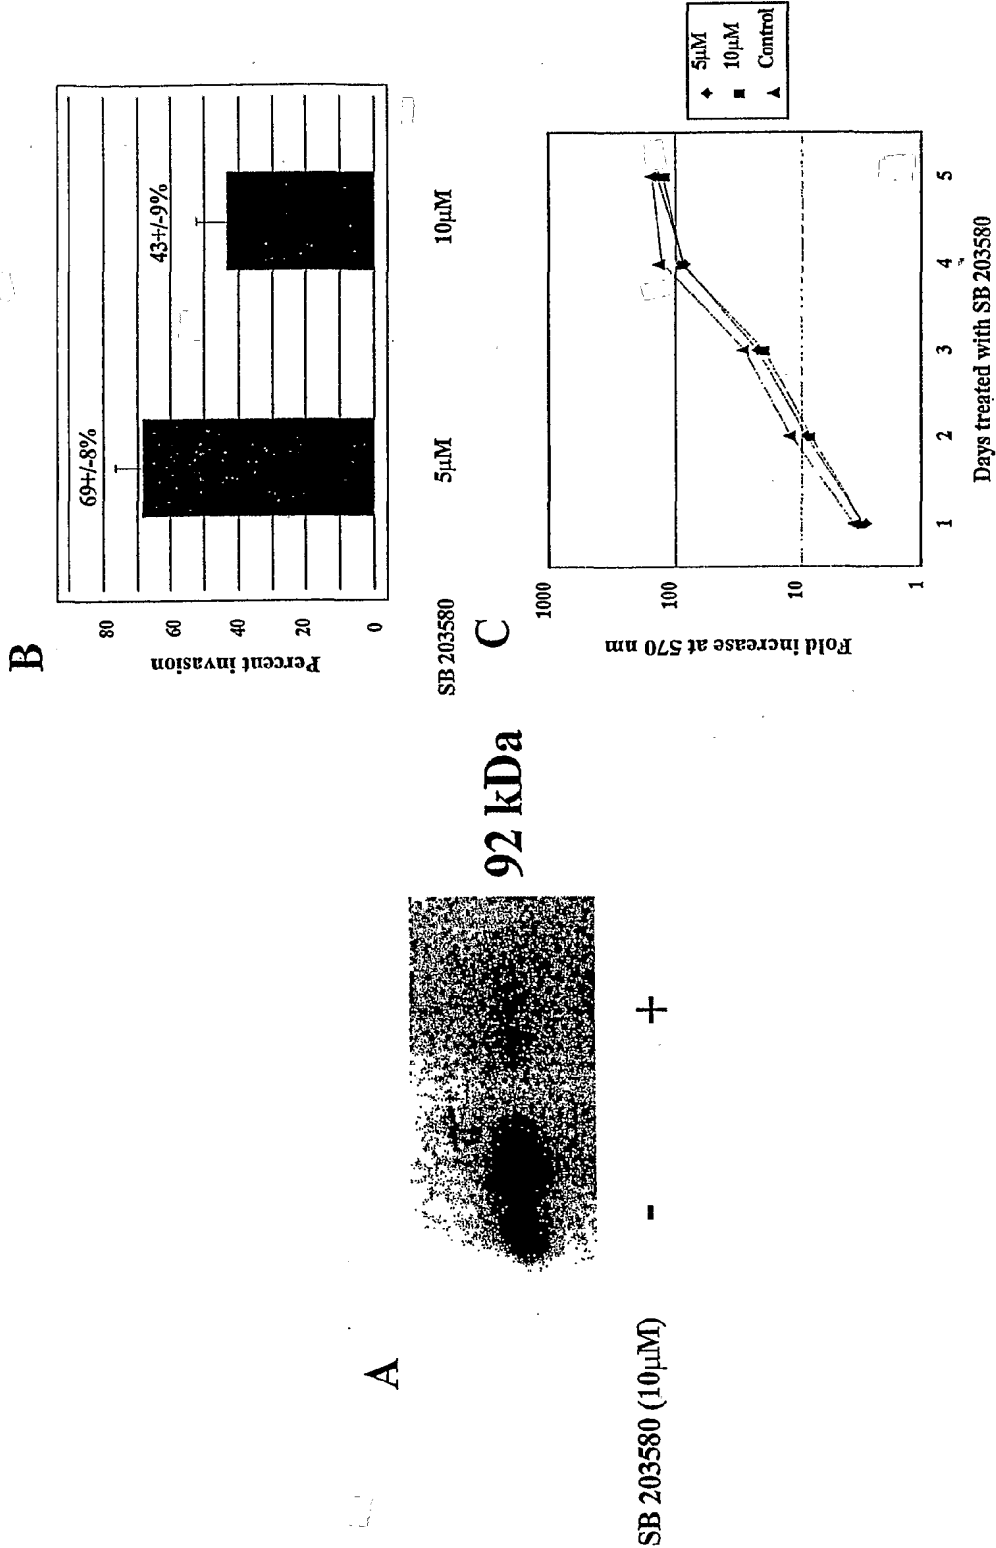 A
92 kDa
SB 203580 (10μM)
-
+
B
Percent invasion
80
60
40
20
0
69+/-8%
43+/-9%
SB 203580
5μM
10μM
C
Fold increase at 570 nm
1000
100
10
1
1
2
3
4
5
Days treated with SB 203580
5μM
10μM
Control